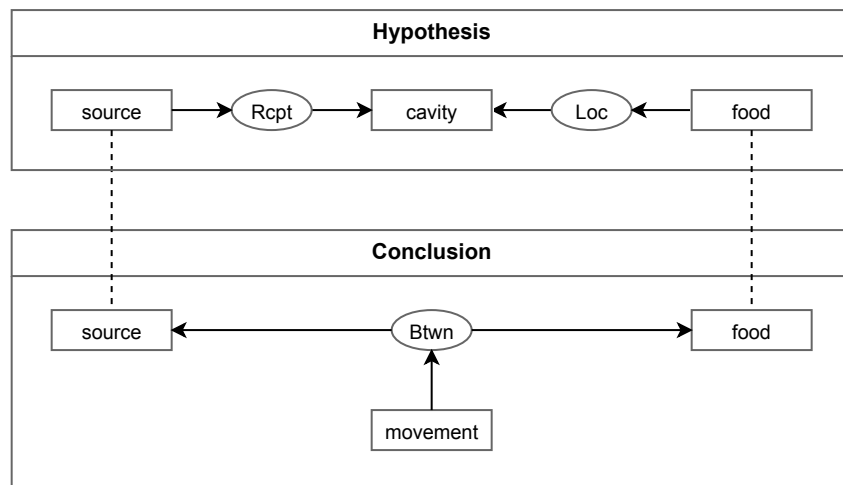 Hypothesis
source Rcpt cavity Loc food
Conclusion
source Btwn food
movement